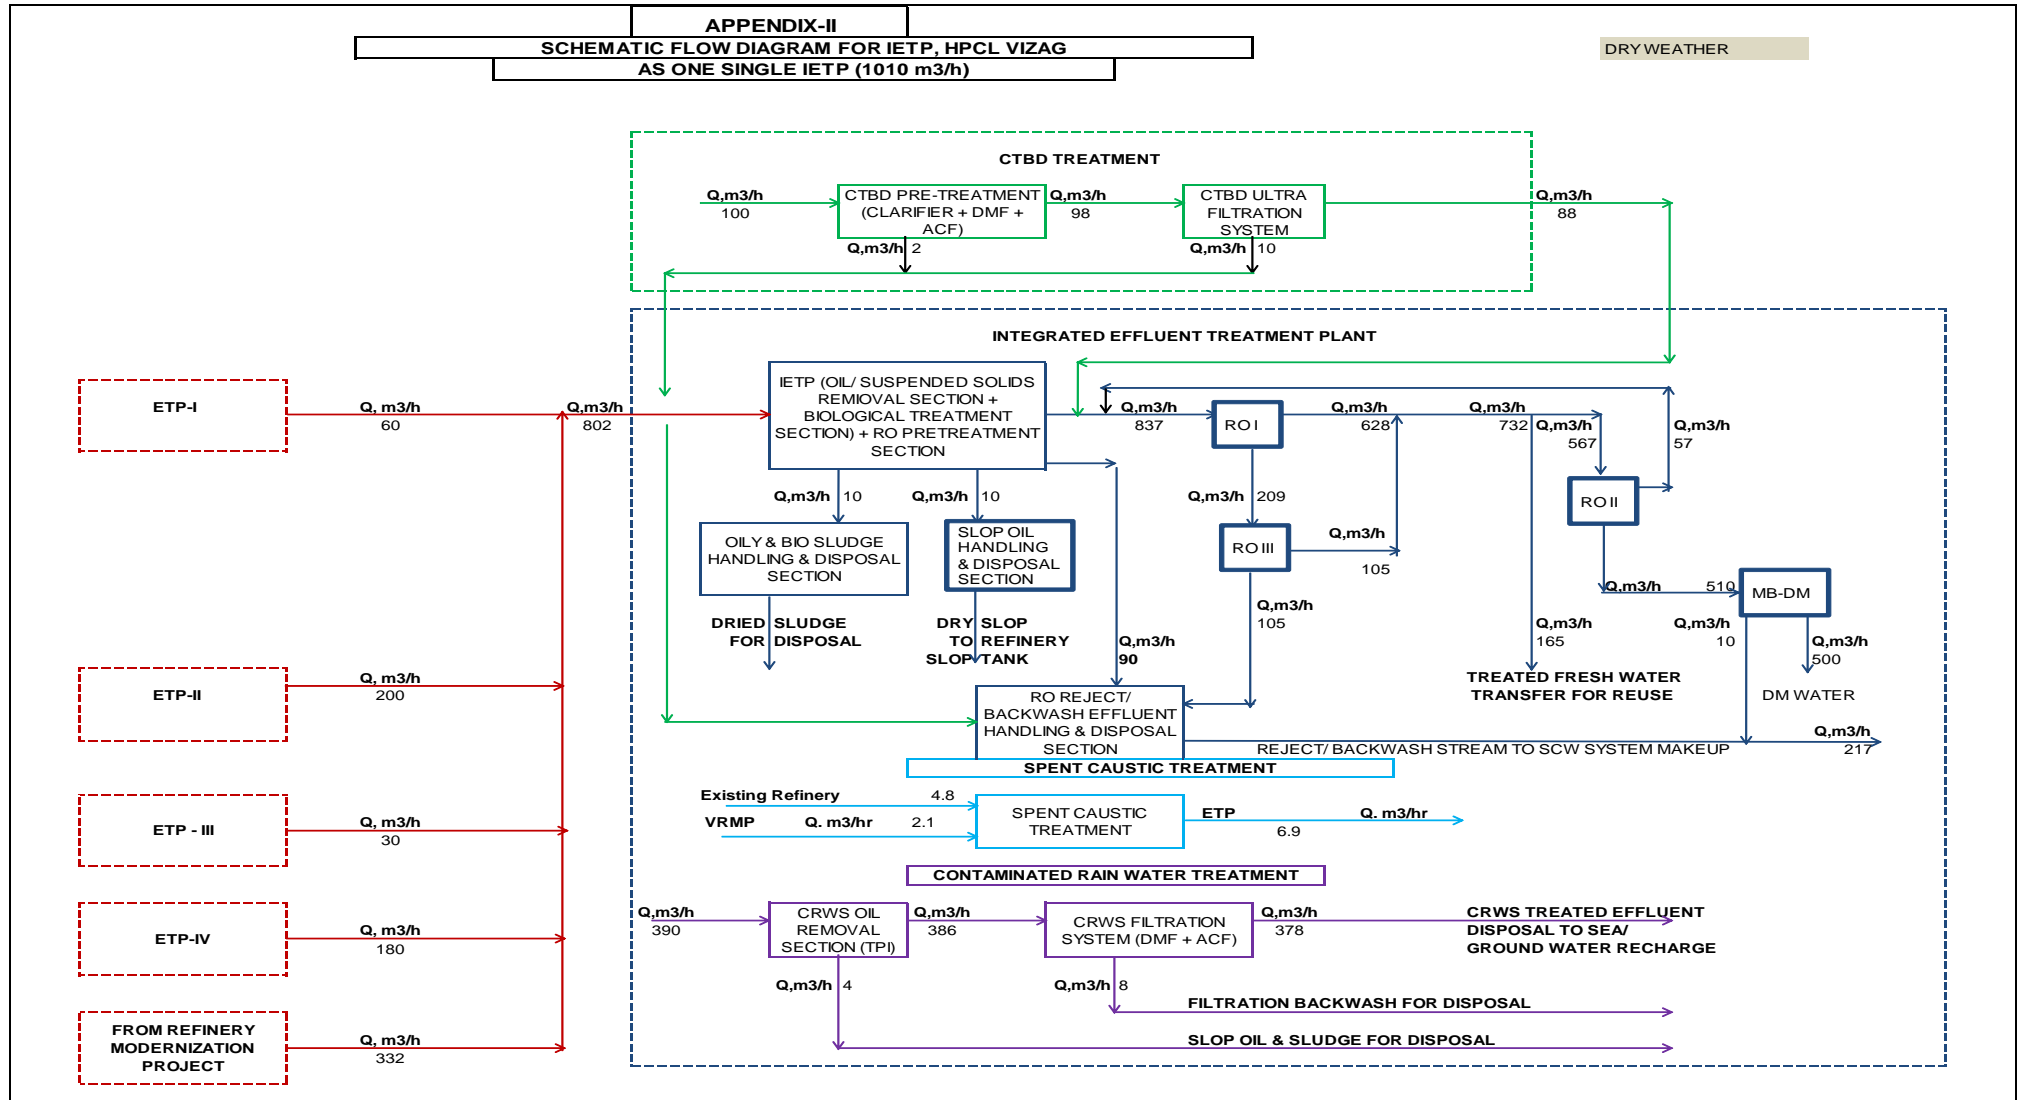 APPENDIX-II
SCHEMATIC FLOW DIAGRAM FOR IETP, HPCL VIZAG
AS ONE SINGLE IETP (1010 m3/h)
DRY WEATHER
CTBD TREATMENT
Q,m3/h
100
CTBD PRE-TREATMENT
(CLARIFIER + DMF +
ACF)
Q,m3/h
98
CTBD ULTRA
FILTRATION
SYSTEM
Q,m3/h
88
Q,m3/h 2
Q,m3/h 10
INTEGRATED EFFLUENT TREATMENT PLANT
ETP-I
Q, m3/h
60
Q,m3/h
802
IETP (OIL/ SUSPENDED SOLIDS
REMOVAL SECTION +
BIOLOGICAL TREATMENT
SECTION) + RO PRETREATMENT
SECTION
Q,m3/h
837
RO I
Q,m3/h
628
Q,m3/h
732
Q,m3/h
567
Q,m3/h
57
RO II
Q,m3/h 10
Q,m3/h 10
Q,m3/h 209
OILY & BIO SLUDGE
HANDLING & DISPOSAL
SECTION
SLOP OIL
HANDLING
& DISPOSAL
SECTION
RO III
Q,m3/h
105
Q,m3/h 510
MB-DM
DRIED SLUDGE
FOR DISPOSAL
DRY SLOP
TO REFINERY
SLOP TANK
Q,m3/h
90
Q,m3/h
105
Q,m3/h
165
Q,m3/h
10
Q,m3/h
500
TREATED FRESH WATER
TRANSFER FOR REUSE
DM WATER
ETP-II
Q, m3/h
200
RO REJECT/
BACKWASH EFFLUENT
HANDLING & DISPOSAL
SECTION
REJECT/ BACKWASH STREAM TO SCW SYSTEM MAKEUP
Q,m3/h
217
SPENT CAUSTIC TREATMENT
Existing Refinery 4.8
VRMP Q. m3/hr 2.1
SPENT CAUSTIC
TREATMENT
ETP Q. m3/hr
6.9
ETP - III
Q, m3/h
30
CONTAMINATED RAIN WATER TREATMENT
Q,m3/h
390
CRWS OIL
REMOVAL
SECTION (TPI)
Q,m3/h
386
CRWS FILTRATION
SYSTEM (DMF + ACF)
Q,m3/h
378
CRWS TREATED EFFLUENT
DISPOSAL TO SEA/
GROUND WATER RECHARGE
ETP-IV
Q, m3/h
180
Q,m3/h 4
Q,m3/h 8
FILTRATION BACKWASH FOR DISPOSAL
SLOP OIL & SLUDGE FOR DISPOSAL
FROM REFINERY
MODERNIZATION
PROJECT
Q, m3/h
332